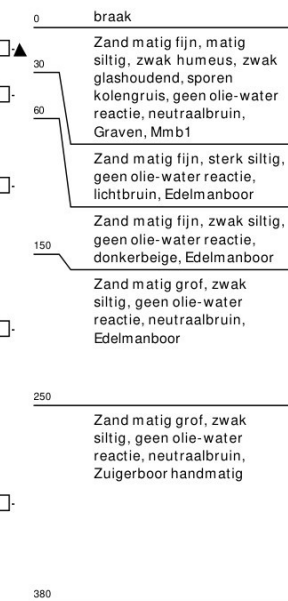 0
braak
Zand matig fijn, matig
siltig, zwak humeus, zwak
glashoudend, sporen
kolengruis, geen olie-water
reactie, neutraalbruin,
Graven, Mmb1
30
Zand matig fijn, sterk siltig,
geen olie-water reactie,
lichtbruin, Edelmanboor
60
Zand matig fijn, zwak siltig,
geen olie-water reactie,
donkerbeige, Edelmanboor
150
Zand matig grof, zwak
siltig, geen olie-water
reactie, neutraalbruin,
Edelmanboor
250
Zand matig grof, zwak
siltig, geen olie-water
reactie, neutraalbruin,
Zuigerboor handmatig
380